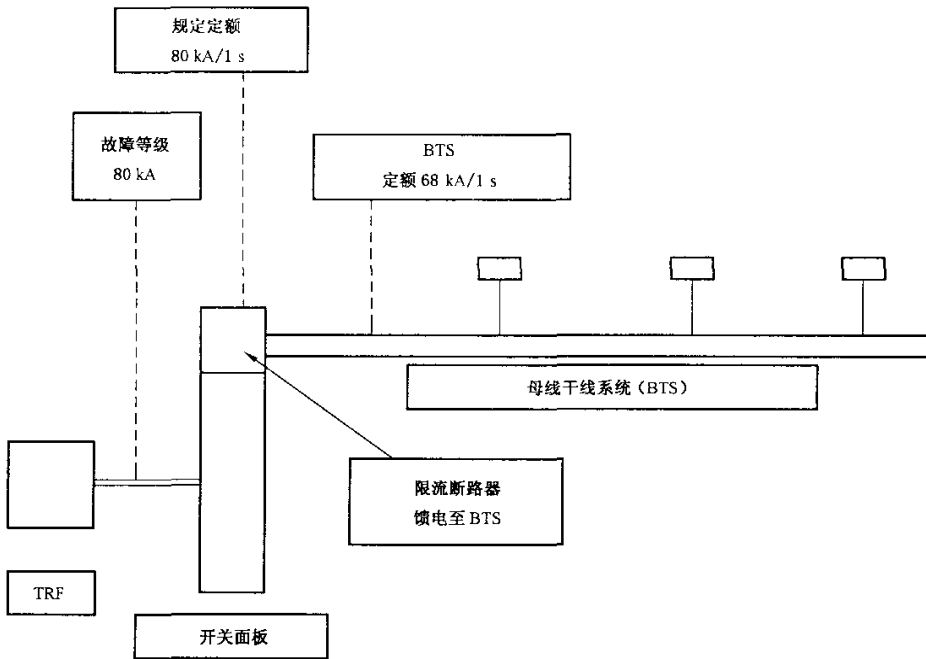 规定定额
80 kA/1 s
故障等级
80 kA
BTS
定额 68 kA/1 s
母线干线系统（BTS）
限流断路器
馈电至 BTS
TRF
开关面板